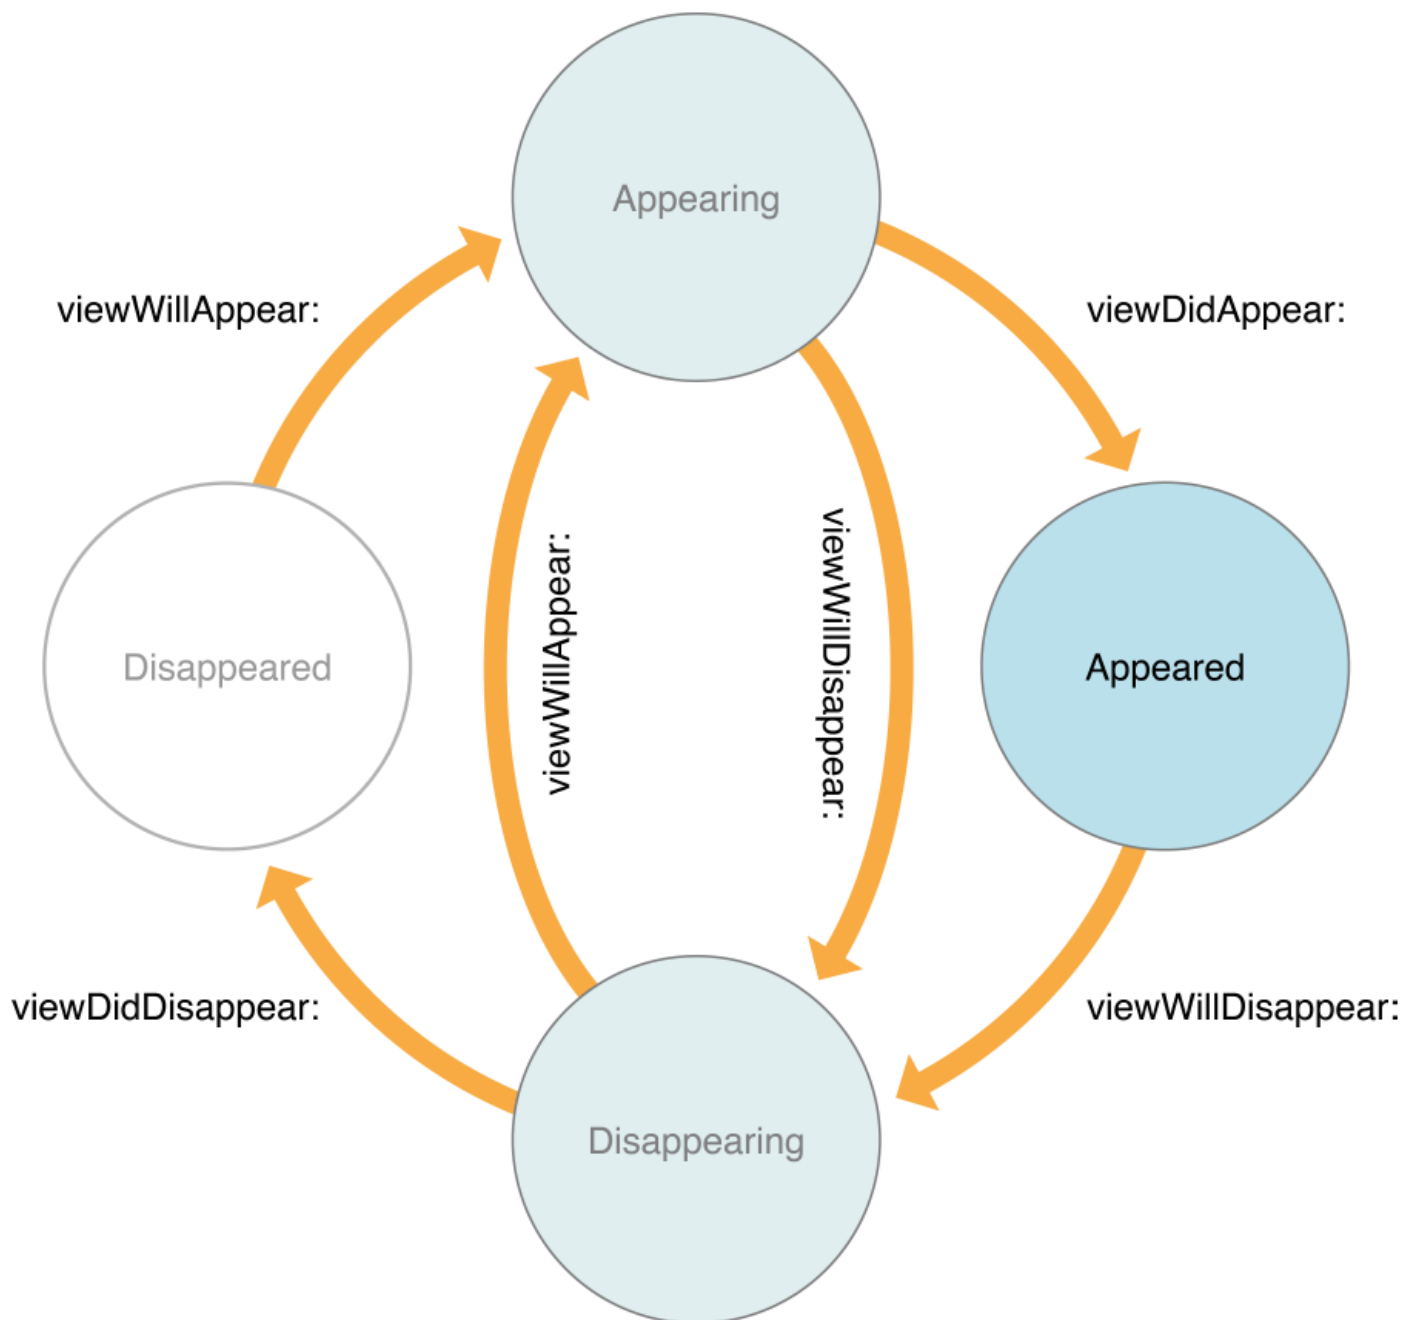 Appearing
viewWillAppear:
viewDidAppear:
viewWillAppear:
viewWillDisappear:
Disappeared
Appeared
viewDidDisappear:
viewWillDisappear:
Disappearing